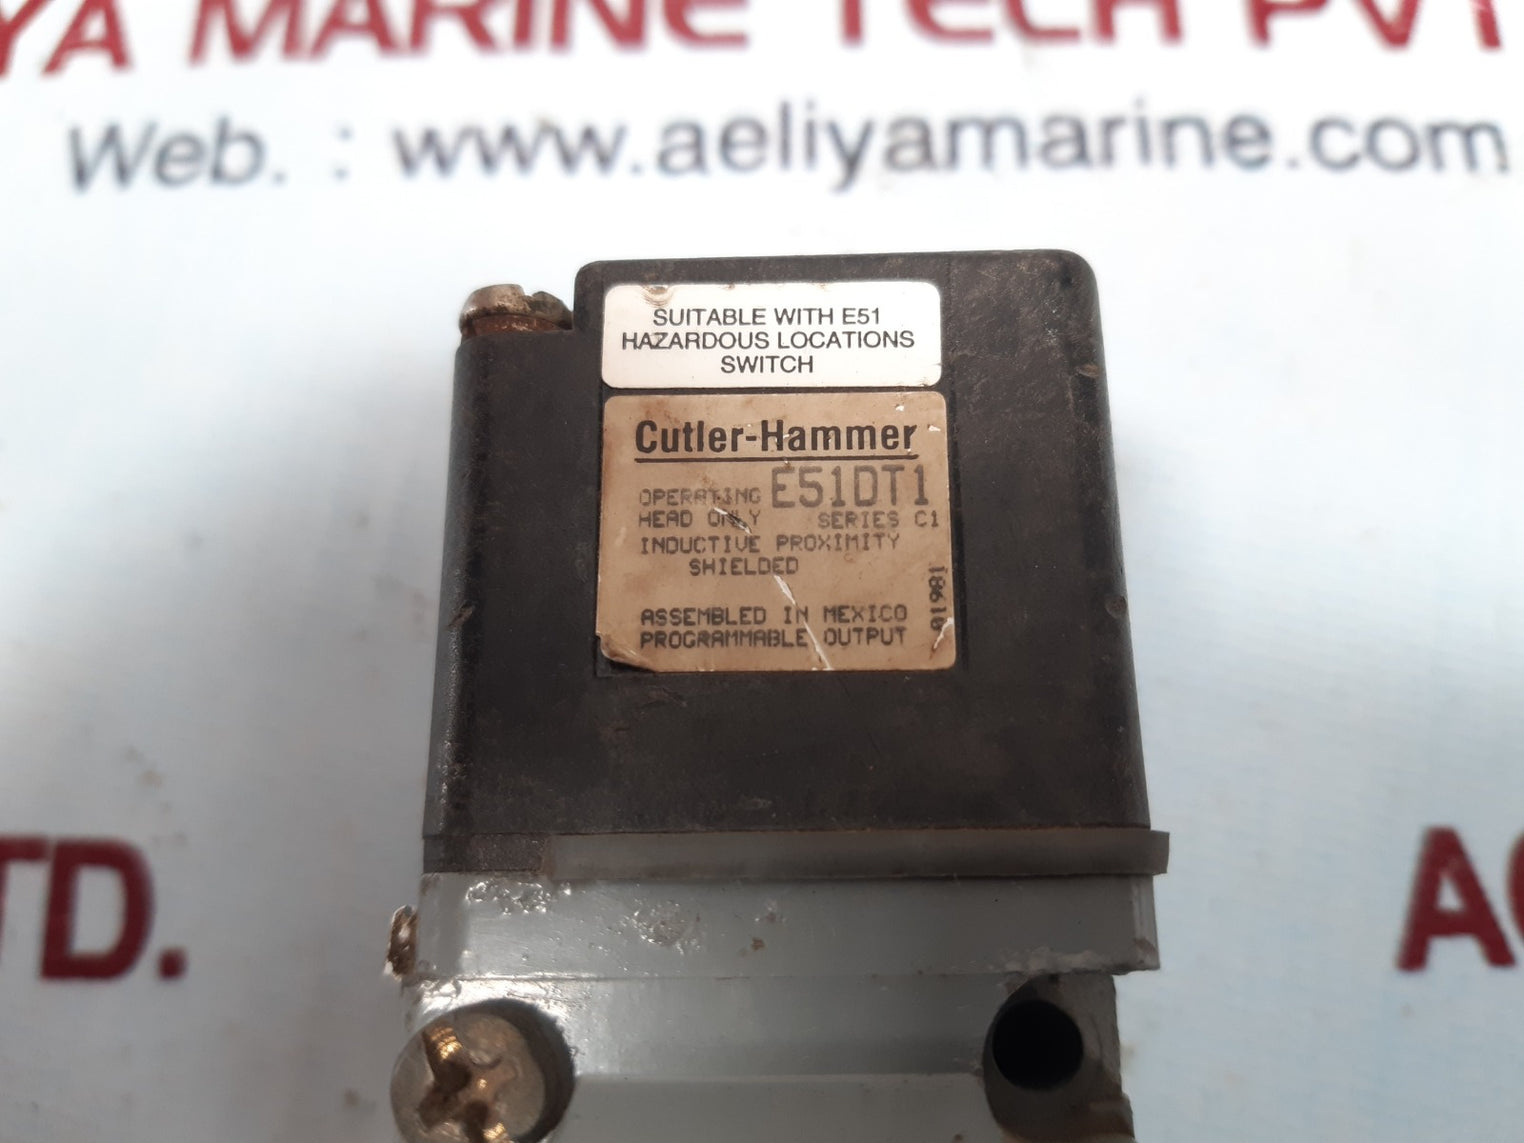 YA MARINE TECH PVT
Web. : www.aeliyamarine.com
SUITABLE WITH E51
HAZARDOUS LOCATIONS
SWITCH
Cutler-Hammer
OPERATING E51DT1
HEAD ONLY SERIES C1
INDUCTIVE PROXIMITY
SHIELDED
ASSEMBLED IN MEXICO
PROGRAMMABLE OUTPUT
01981
TD.